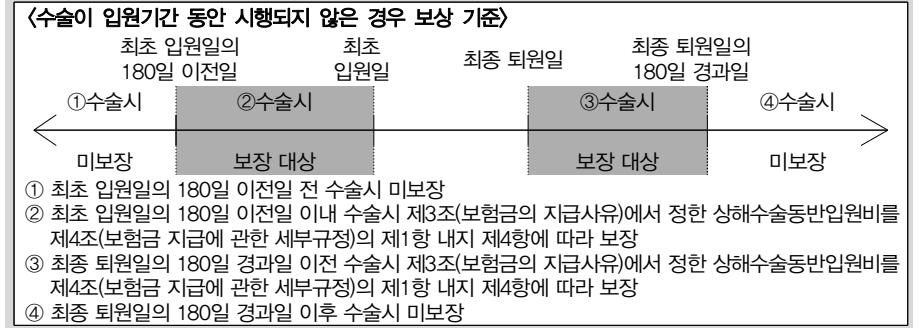 〈수술이 입원기간 동안 시행되지 않은 경우 보상 기준〉
최초 입원일의 180일 이전일
최초 입원일
최종 퇴원일
최종 퇴원일의 180일 경과일
①수술시 ②수술시 ③수술시 ④수술시
미보장 보장 대상 보장 대상 미보장
① 최초 입원일의 180일 이전일 전 수술시 미보장
② 최초 입원일의 180일 이전일 이내 수술시 제3조(보험금의 지급사유)에서 정한 상해수술동반입원비를
제4조(보험금 지급에 관한 세부규정)의 제1항 내지 제4항에 따라 보장
③ 최종 퇴원일의 180일 경과일 이전 수술시 제3조(보험금의 지급사유)에서 정한 상해수술동반입원비를
제4조(보험금 지급에 관한 세부규정)의 제1항 내지 제4항에 따라 보장
④ 최종 퇴원일의 180일 경과일 이후 수술시 미보장